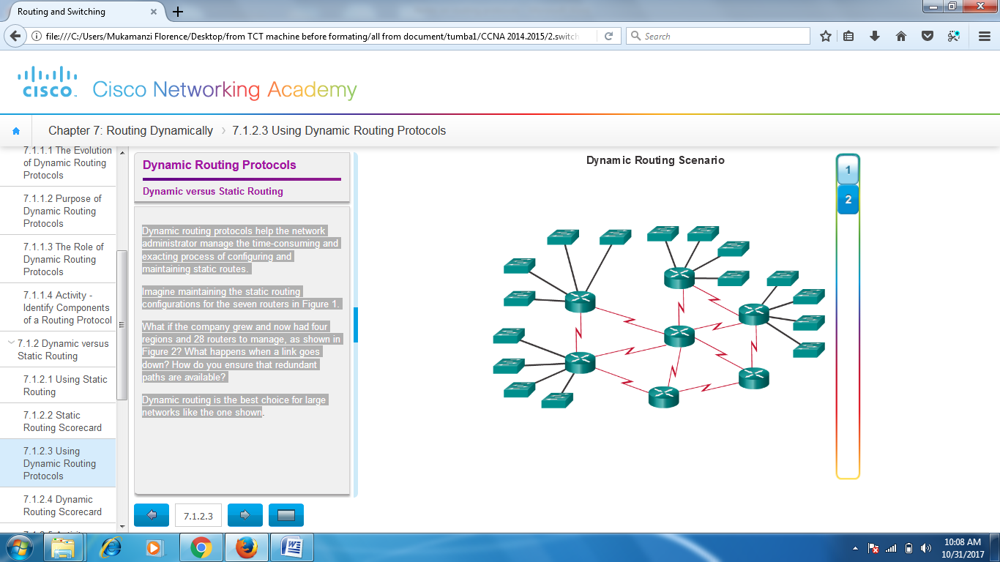 Routing and Switching
file:///C:/Users/Mukamanzi Florence/Desktop/from TCT machine before formating/all from document/tumba1/CCNA 2014.2015/2.switch
Search
cisco.
Cisco Networking Academy
Chapter 7: Routing Dynamically
7.1.2.3 Using Dynamic Routing Protocols
7.1.1.1 The Evolution
of Dynamic Routing
Protocols
7.1.1.2 Purpose of
Dynamic Routing
Protocols
7.1.1.3 The Role of
Dynamic Routing
Protocols
7.1.1.4 Activity -
Identify Components
of a Routing Protocol
7.1.2 Dynamic versus
Static Routing
7.1.2.1 Using Static
Routing
7.1.2.2 Static
Routing Scorecard
7.1.2.3 Using
Dynamic Routing
Protocols
7.1.2.4 Dynamic
Routing Scorecard
Dynamic Routing Protocols
Dynamic versus Static Routing
Dynamic routing protocols help the network
administrator manage the time-consuming and
exacting process of configuring and
maintaining static routes.
Imagine maintaining the static routing
configurations for the seven routers in Figure 1.
What if the company grew and now had four
regions and 28 routers to manage, as shown in
Figure 2? What happens when a link goes
down? How do you ensure that redundant
paths are available?
Dynamic routing is the best choice for large
networks like the one shown.
7.1.2.3
Dynamic Routing Scenario
1
2
10:08 AM
10/31/2017